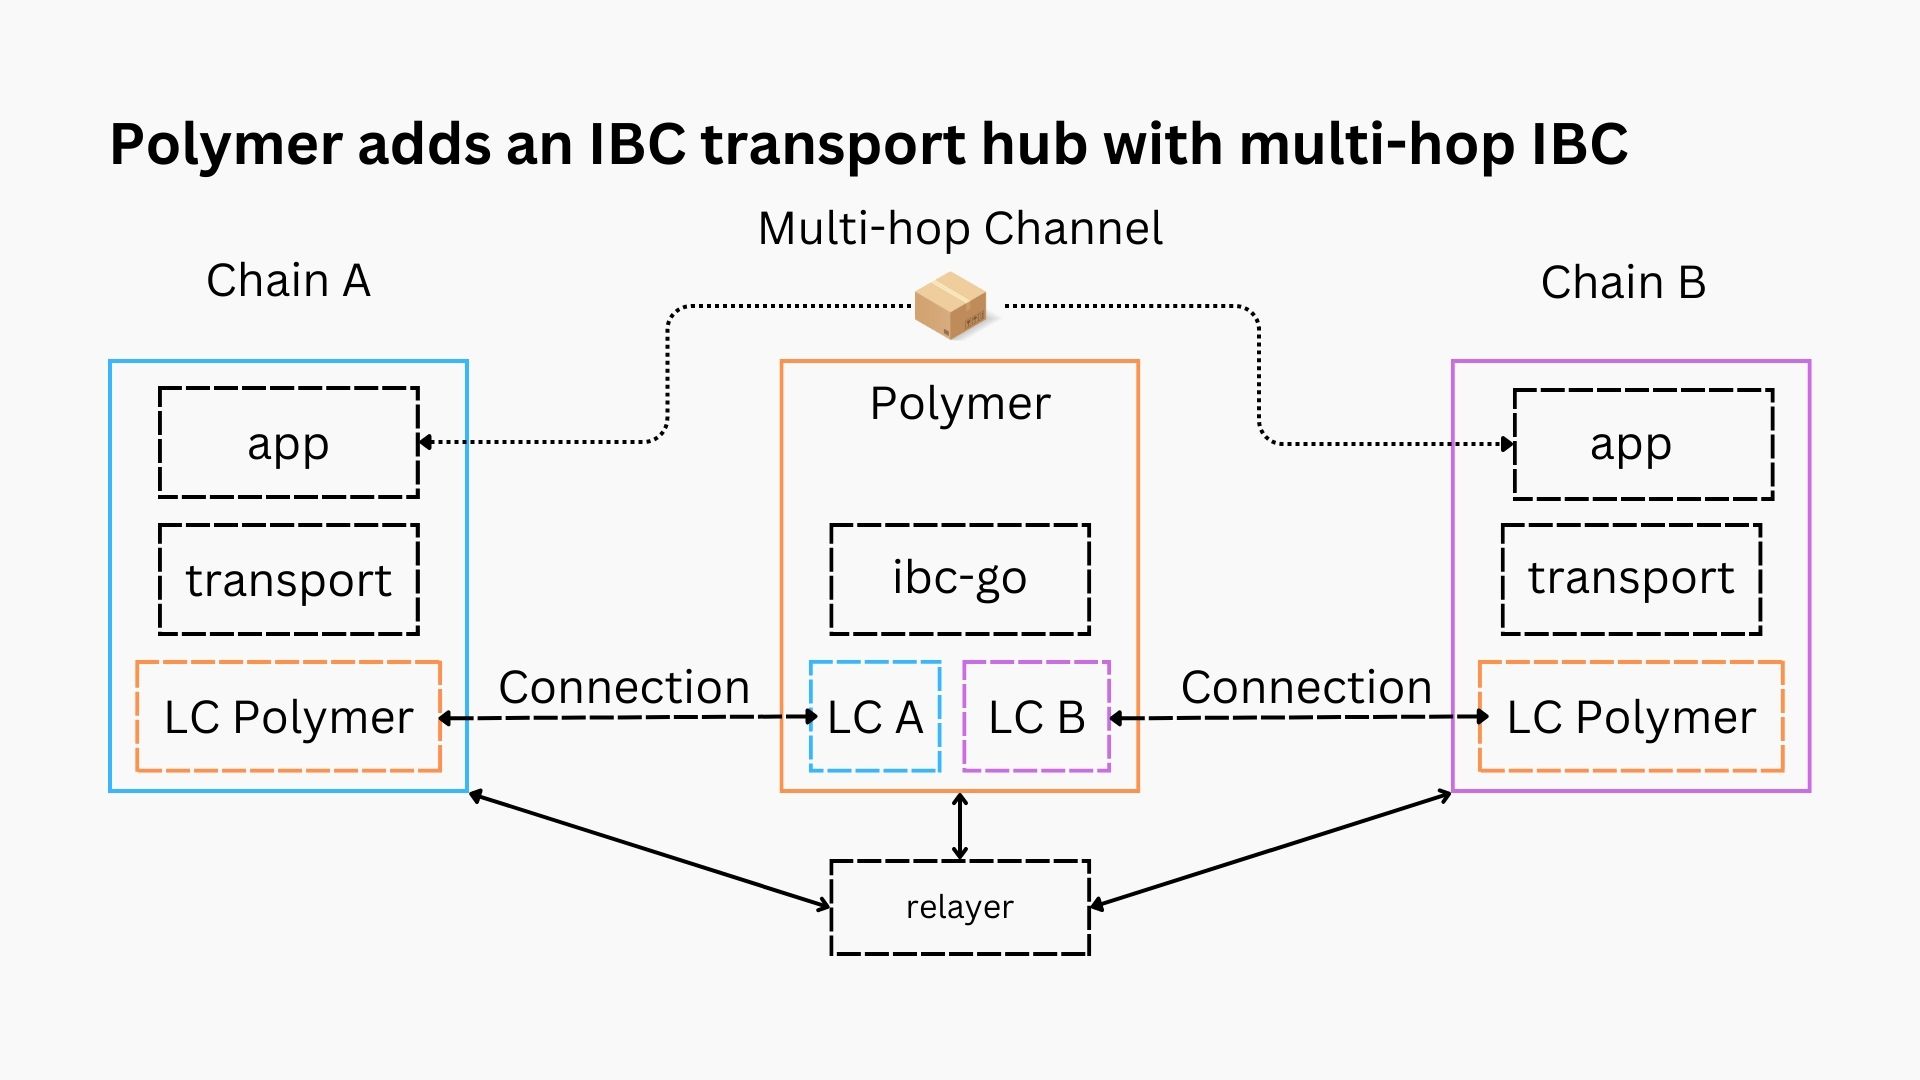 Polymer adds an IBC transport hub with multi-hop IBC
Multi-hop Channel
Chain A
Chain B
app
transport
LC Polymer
Connection
Polymer
ibc-go
LC A
LC B
Connection
app
transport
LC Polymer
relayer